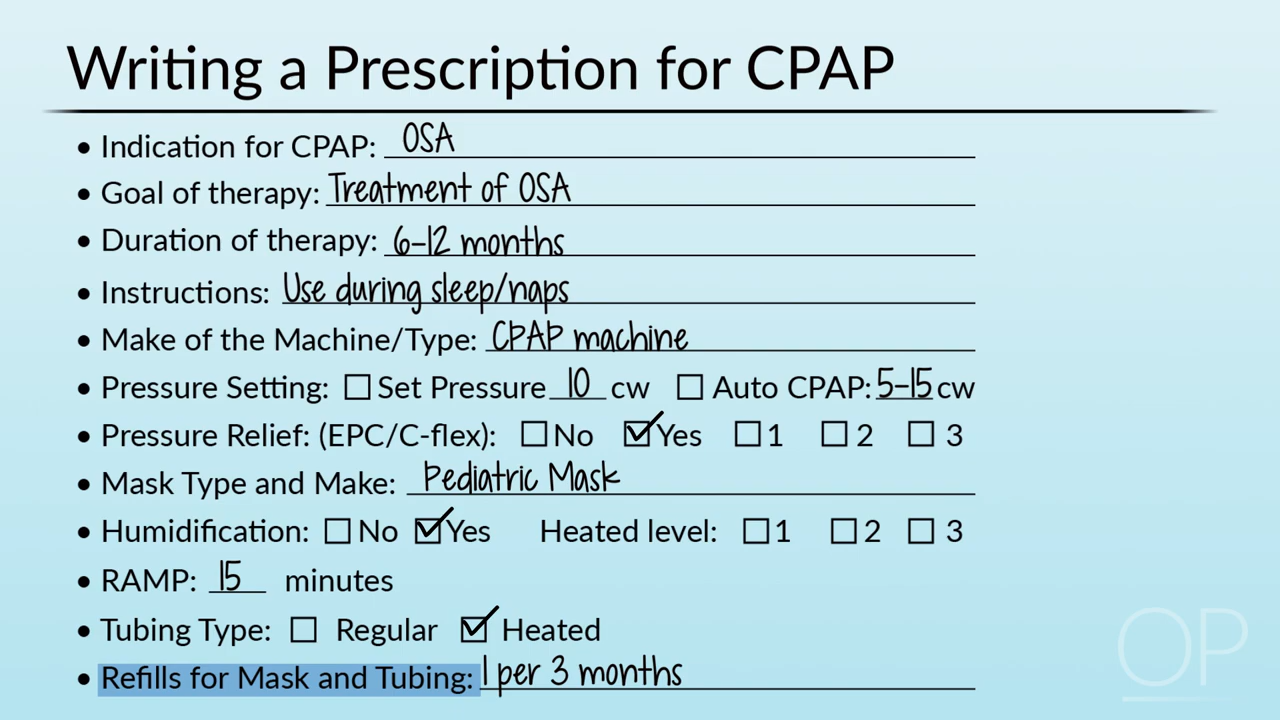 Writing a Prescription for CPAP
• Indication for CPAP: OSA
• Goal of therapy: Treatment of OSA
• Duration of therapy: 6-12 months
• Instructions: Use during sleep/naps
• Make of the Machine/Type: CPAP machine
• Pressure Setting: ☐ Set Pressure 10 cw ☐ Auto CPAP: 5-15 cw
• Pressure Relief: (EPC/C-flex): ☐ No ☑ Yes ☐ 1 ☐ 2 ☐ 3
• Mask Type and Make: Pediatric Mask
• Humidification: ☐ No ☑ Yes Heated level: ☐ 1 ☐ 2 ☐ 3
• RAMP: 15 minutes
• Tubing Type: ☐ Regular ☑ Heated
• Refills for Mask and Tubing: 1 per 3 months
OP